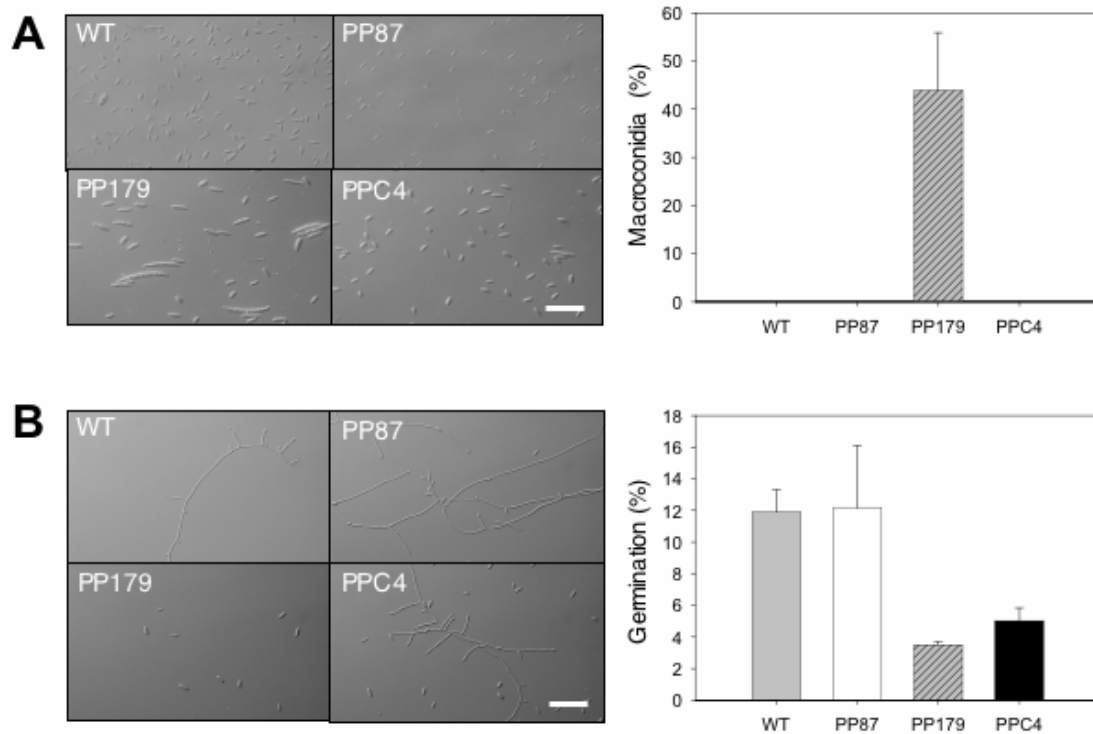 A
WT
PP87
PP179
PPC4
Macroconidia (%)
60
50
40
30
20
10
0
WT PP87 PP179 PPC4
B
WT
PP87
PP179
PPC4
Germination (%)
18
16
14
12
10
8
6
4
2
0
WT PP87 PP179 PPC4